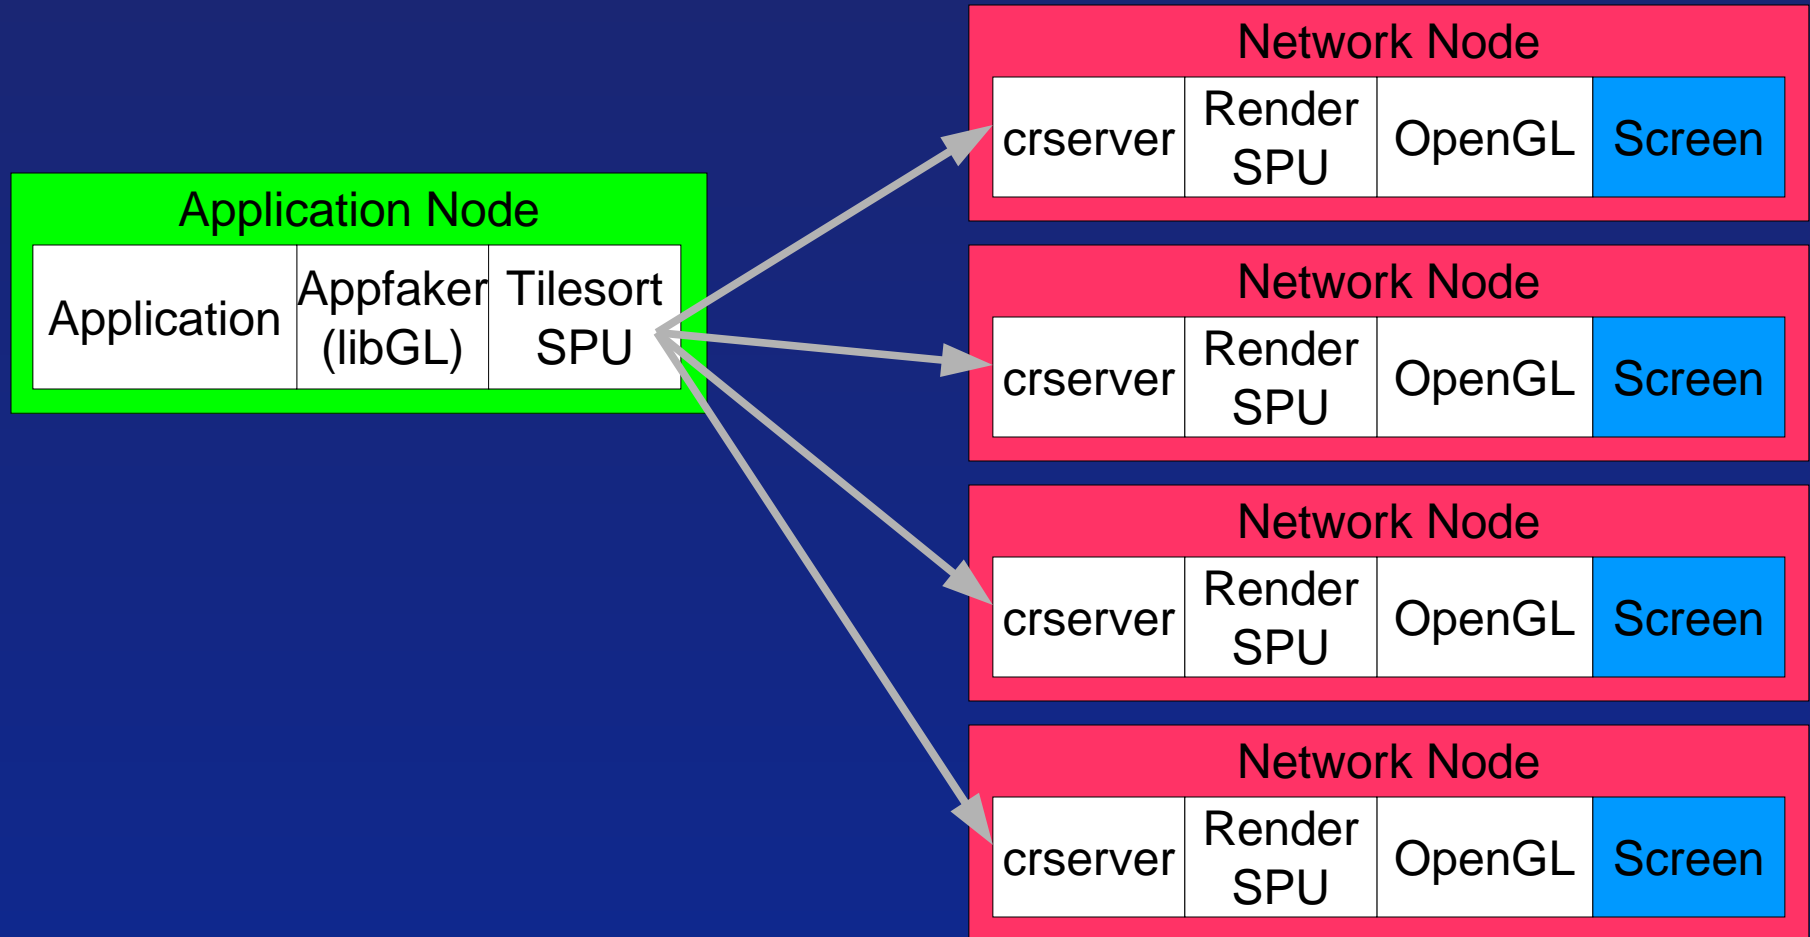 Application Node
Application
Appfaker
(libGL)
Tilesort
SPU
Network Node
crserver
Render
SPU
OpenGL
Screen
Network Node
crserver
Render
SPU
OpenGL
Screen
Network Node
crserver
Render
SPU
OpenGL
Screen
Network Node
crserver
Render
SPU
OpenGL
Screen